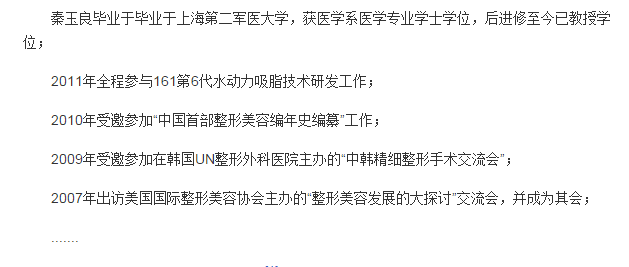 秦玉良毕业于毕业于上海第二军医大学，获医学系医学专业学士学位，后进修至今已教授学
位；
2011年全程参与161第6代水动力吸脂技术研发工作；
2010年受邀参加“中国首部整形美容编年史编纂”工作；
2009年受邀参加在韩国UN整形外科医院主办的“中韩精细整形手术交流会”；
2007年出访美国国际整形美容协会主办的“整形美容发展的大探讨”交流会，并成为其会；
.......